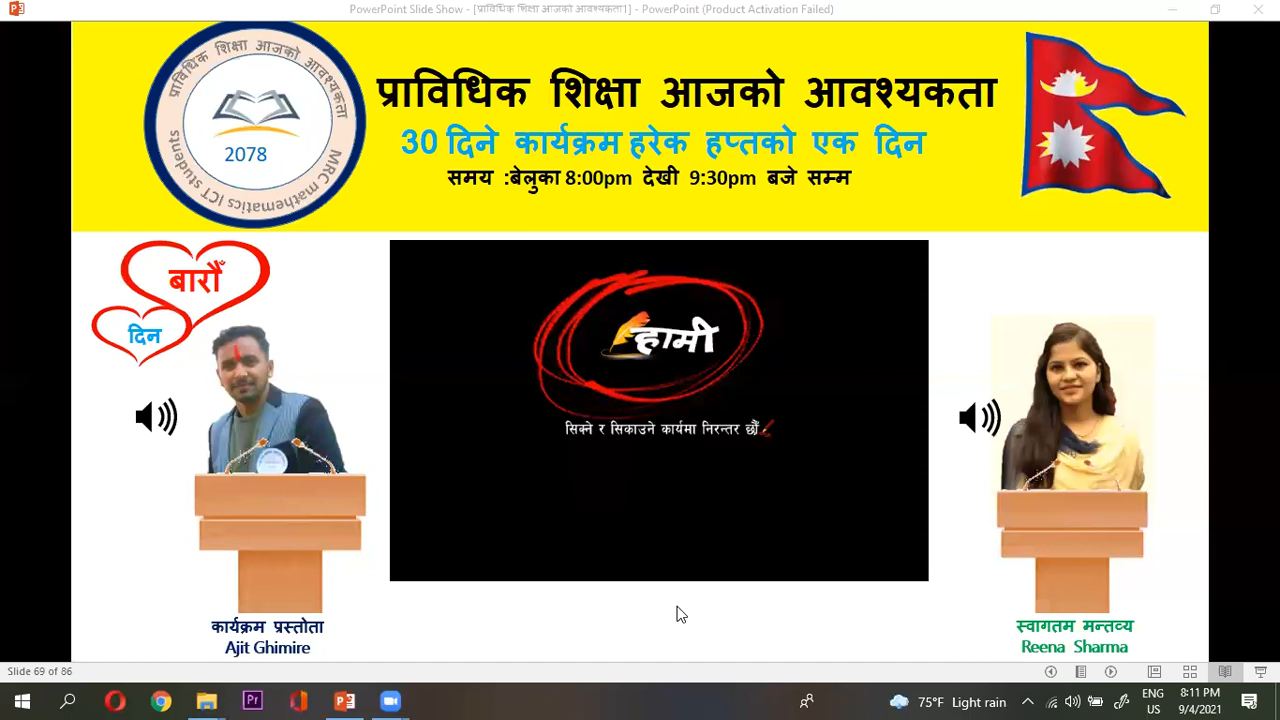 PowerPoint Slide Show - [प्राविधिक शिक्षा आजको आवश्यकता1] - PowerPoint (Product Activation Failed)
प्राविधिक शिक्षा आजको आवश्यकता
MRC mathematics ICT students
2078
प्राविधिक शिक्षा आजको आवश्यकता
30 दिने कार्यक्रम हरेक हप्तको एक दिन
समय :बेलुका 8:00pm देखी 9:30pm बजे सम्म
बारौँ
दिन
हामी
सिक्ने र सिकाउने कार्यमा निरन्तर छौं
कार्यक्रम प्रस्तोता
Ajit Ghimire
स्वागतम मन्तव्य
Reena Sharma
Slide 69 of 86
75°F Light rain
ENG
US
8:11 PM
9/4/2021